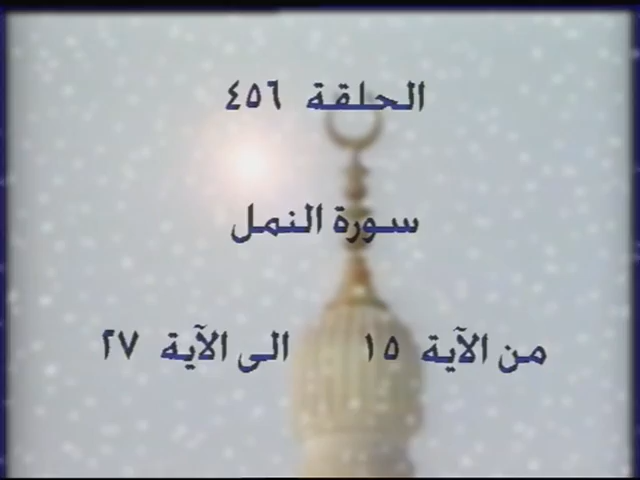 الحلقة ٤٥٦
سورة النمل
من الآية ١٥ الى الآية ٢٧